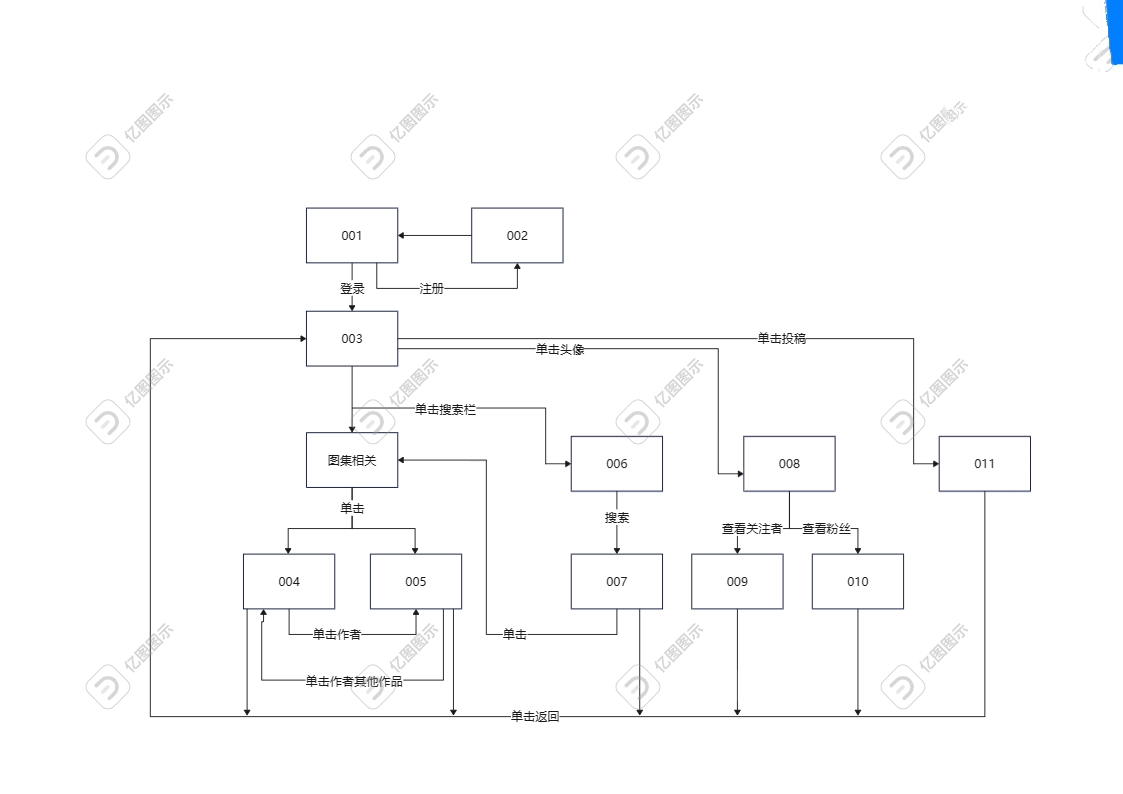 亿图图示
亿图图示
亿图图示
亿图图示
001
002
登录
注册
003
单击投稿
单击头像
亿图图示
亿图图示
亿图图示
亿图图示
单击搜索栏
图集相关
006
008
011
单击
搜索
查看关注者
查看粉丝
004
005
007
009
010
单击作者
单击
亿图图示
亿图图示
亿图图示
亿图图示
单击作者其他作品
单击返回